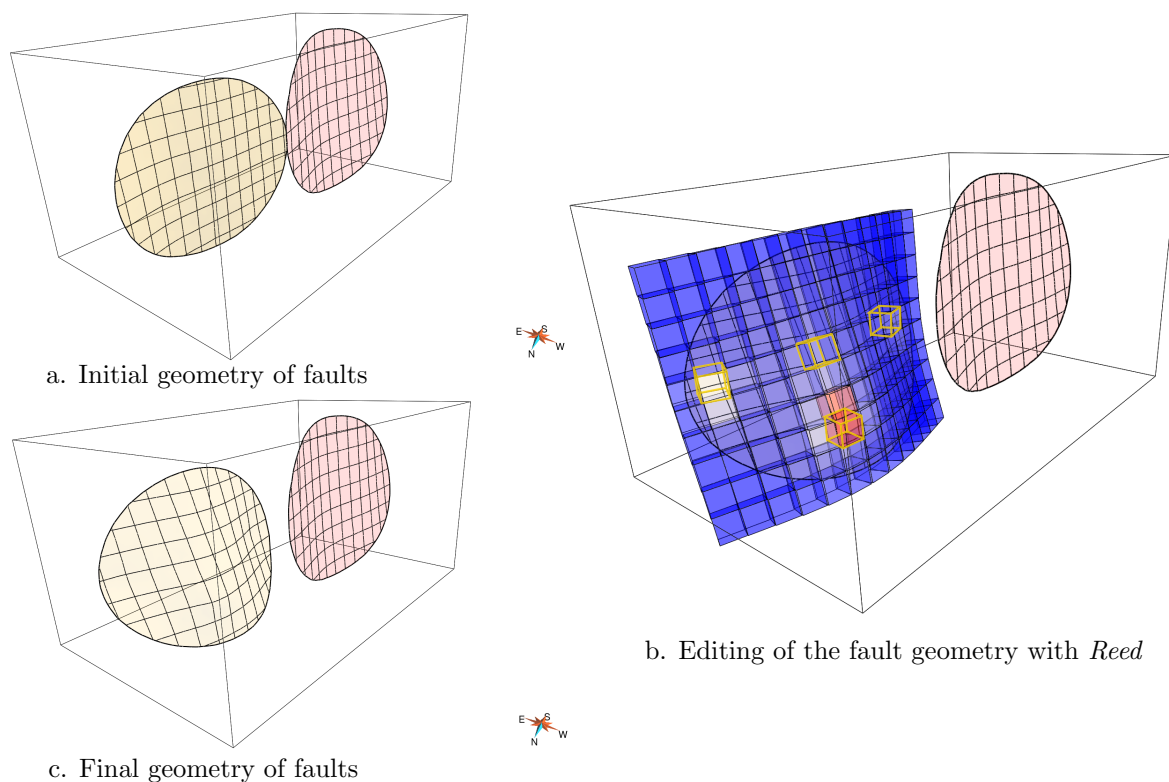 a. Initial geometry of faults
E S
N W
b. Editing of the fault geometry with Reed
E S
N W
c. Final geometry of faults